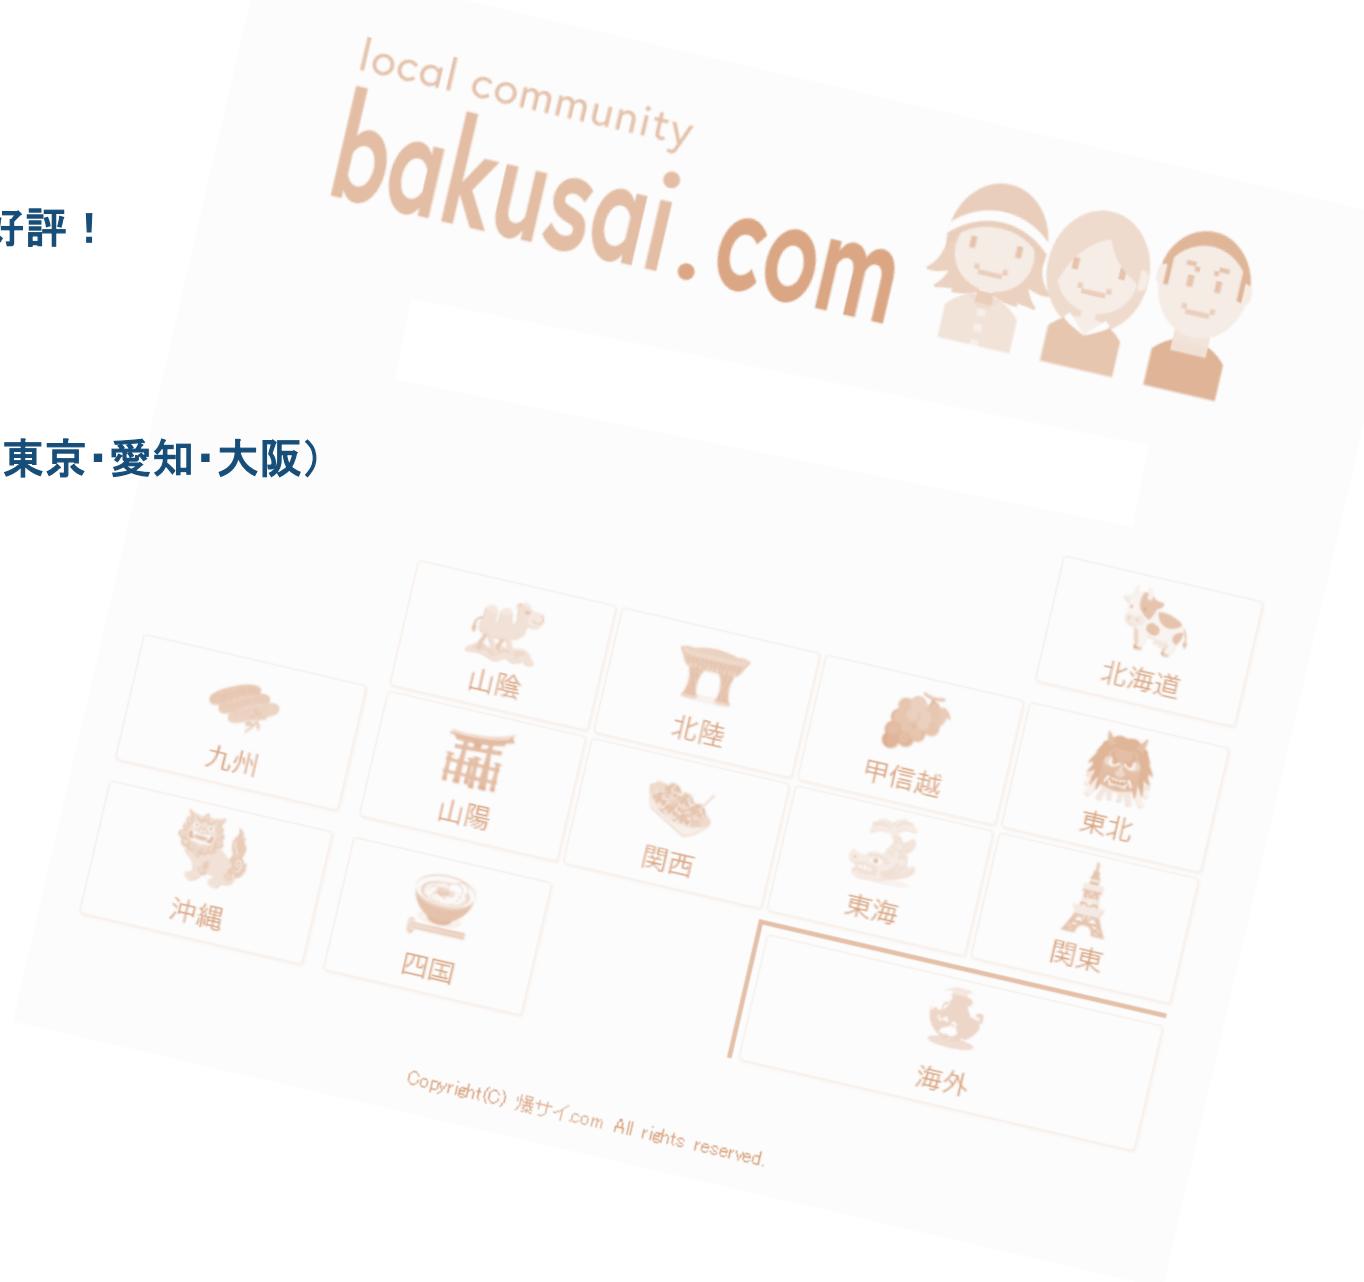 local community
bakusai.com
好評！
東京・愛知・大阪）
北海道
山陰
北陸
甲信越
東北
九州
山陽
関西
東海
関東
沖縄
四国
海外
Copyright(C) 爆サイ.com All rights reserved.